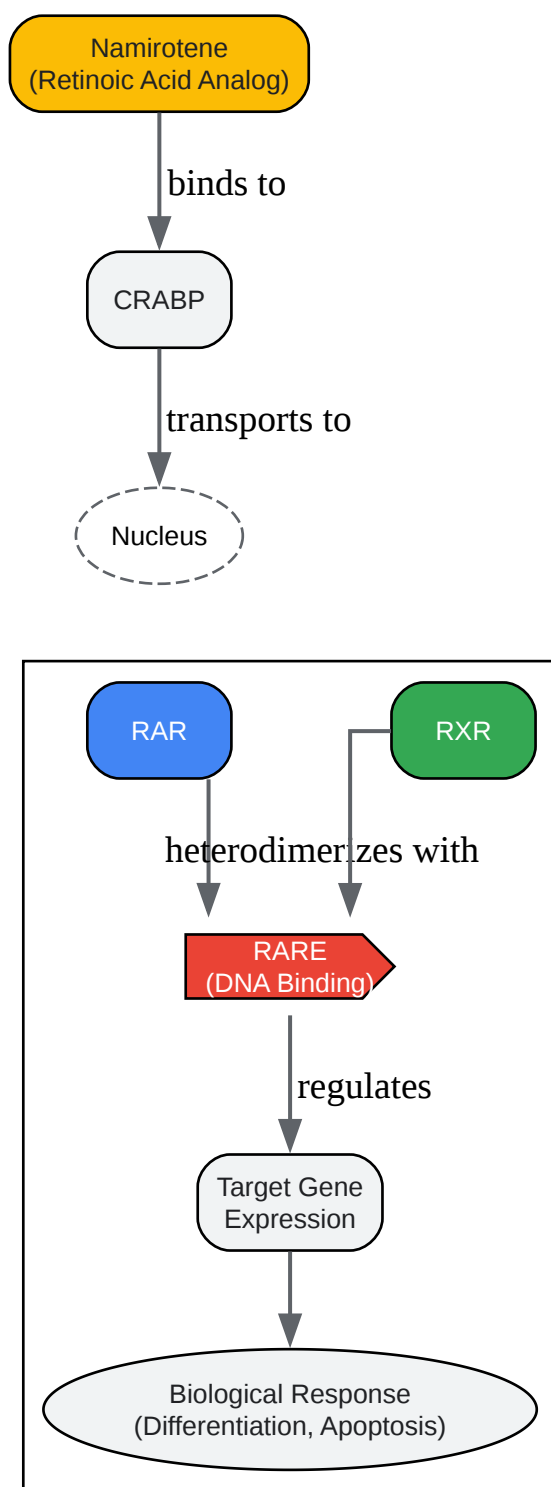 Namirotene
(Retinoic Acid Analog)
binds to
CRABP
transports to
Nucleus
RAR
RXR
heterodimerizes with
RARE
(DNA Binding)
regulates
Target Gene
Expression
Biological Response
(Differentiation, Apoptosis)